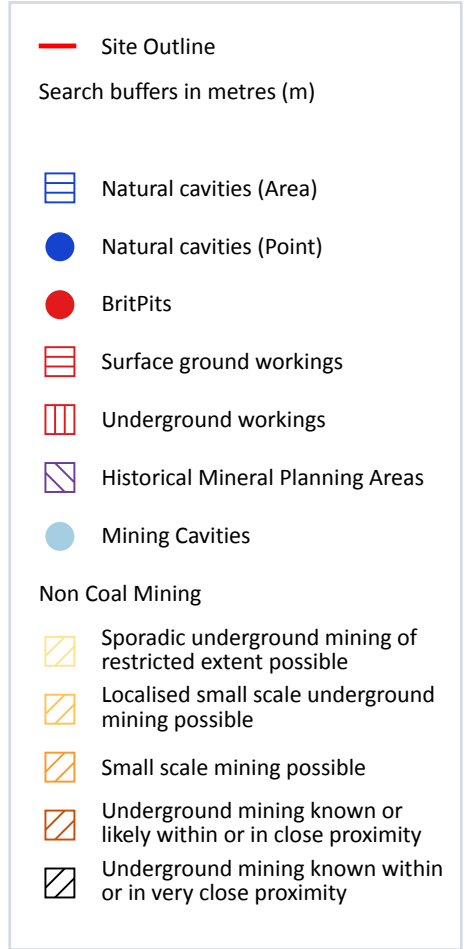 Site Outline
Search buffers in metres (m)
Natural cavities (Area)
Natural cavities (Point)
BritPits
Surface ground workings
Underground workings
Historical Mineral Planning Areas
Mining Cavities
Non Coal Mining
Sporadic underground mining of
restricted extent possible
Localised small scale underground
mining possible
Small scale mining possible
Underground mining known or
likely within or in close proximity
Underground mining known within
or in very close proximity